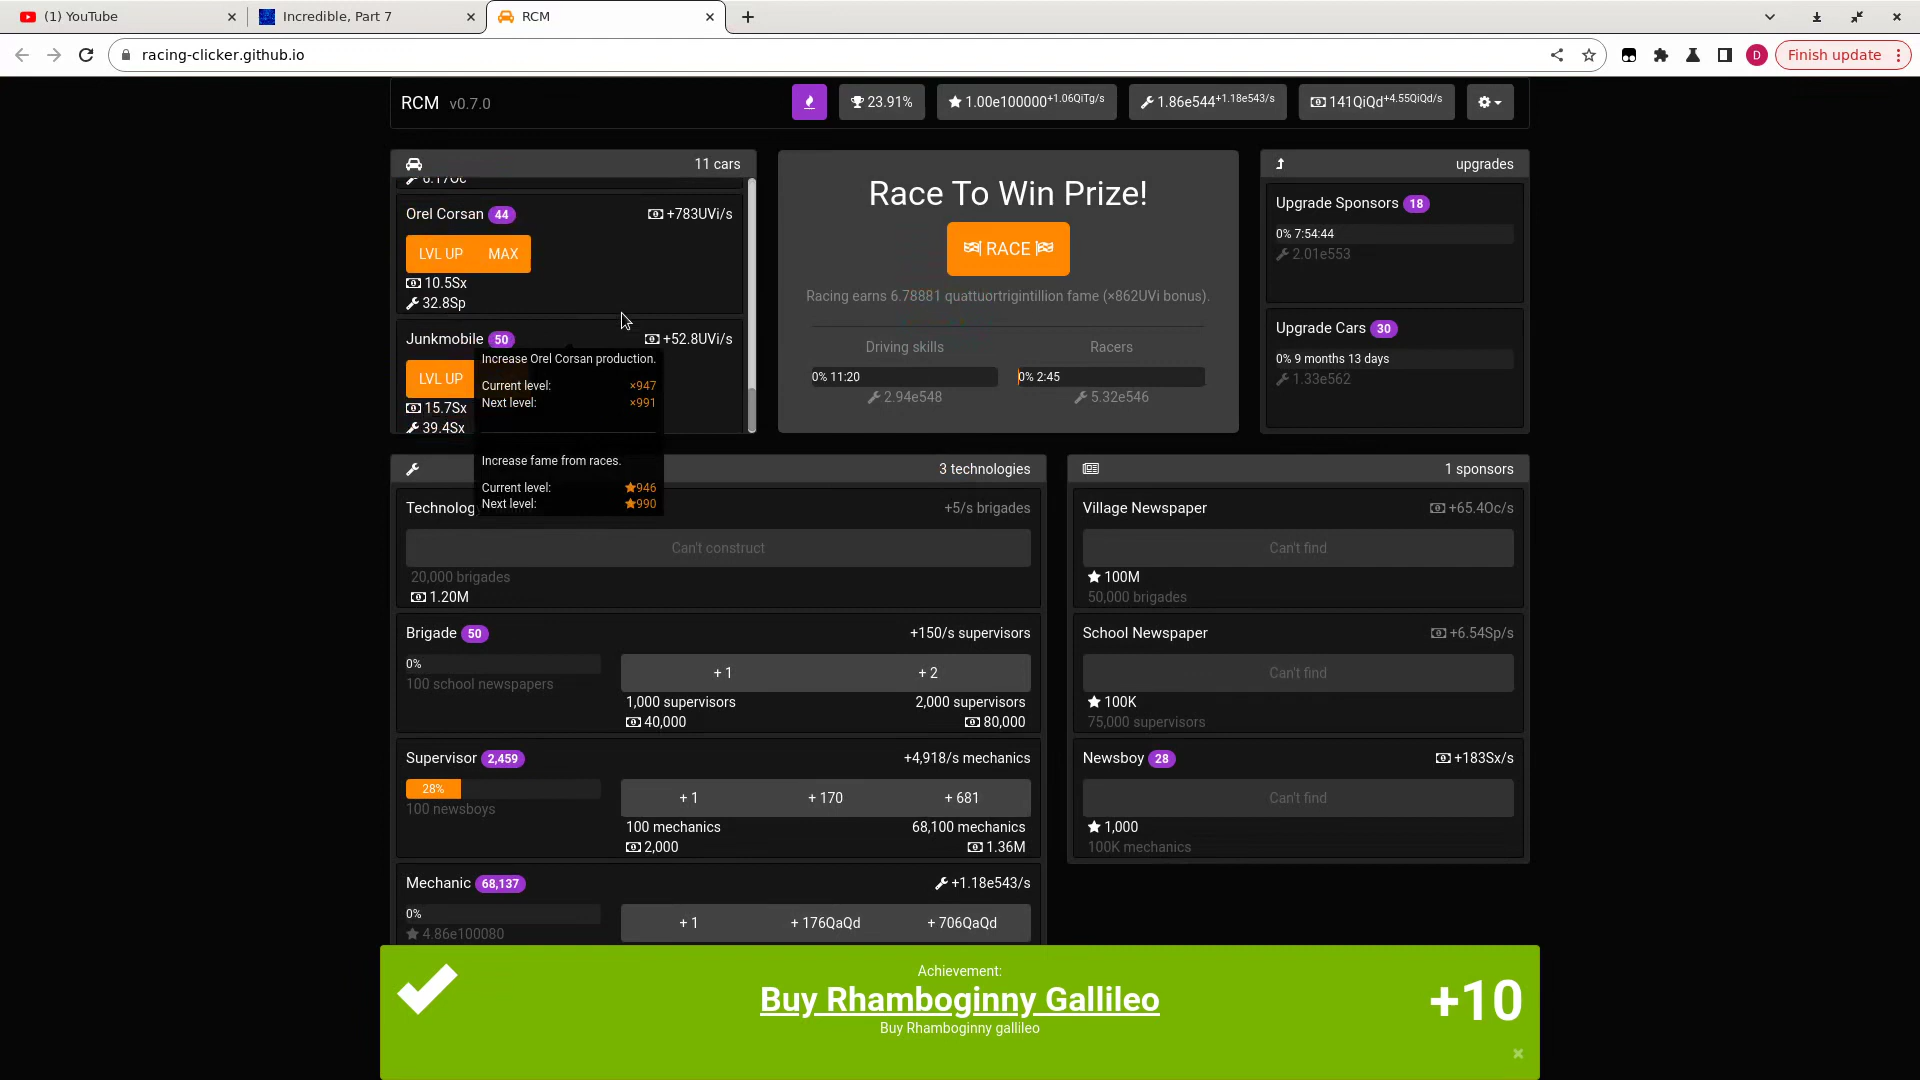 (1) YouTube
Incredible, Part 7
RCM
racing-clicker.github.io
D
Finish update
RCM v0.7.0
23.91%
1.00e100000+1.06QiTg/s
1.86e544+1.18e543/s
141QiQd+4.55QiQd/s
11 cars
6.17Oc
Orel Corsan 44
+783UVi/s
LVL UP MAX
10.5Sx
32.8Sp
Junkmobile 50
+52.8UVi/s
LVL UP
15.7Sx
39.4Sx
Increase Orel Corsan production.
Current level: ×947
Next level: ×991
Increase fame from races.
Current level: 946
Next level: 990
Race To Win Prize!
RACE
Racing earns 6.78881 quattuortrigintillion fame (×862UVi bonus).
Driving skills
Racers
0% 11:20
0% 2:45
2.94e548
5.32e546
upgrades
Upgrade Sponsors 18
0% 7:54:44
2.01e553
Upgrade Cars 30
0% 9 months 13 days
1.33e562
3 technologies
Technolog
+5/s brigades
Can't construct
20,000 brigades
1.20M
Brigade 50
+150/s supervisors
0%
100 school newspapers
+ 1
+ 2
1,000 supervisors
2,000 supervisors
40,000
80,000
Supervisor 2,459
+4,918/s mechanics
28%
100 newsboys
+ 1
+ 170
+ 681
100 mechanics
68,100 mechanics
2,000
1.36M
Mechanic 68,137
+1.18e543/s
0%
4.86e100080
+ 1
+ 176QaQd
+ 706QaQd
1 sponsors
Village Newspaper
+65.4Oc/s
Can't find
100M
50,000 brigades
School Newspaper
+6.54Sp/s
Can't find
100K
75,000 supervisors
Newsboy 28
+183Sx/s
Can't find
1,000
100K mechanics
Achievement:
Buy Rhamboginny Gallileo
Buy Rhamboginny gallileo
+10